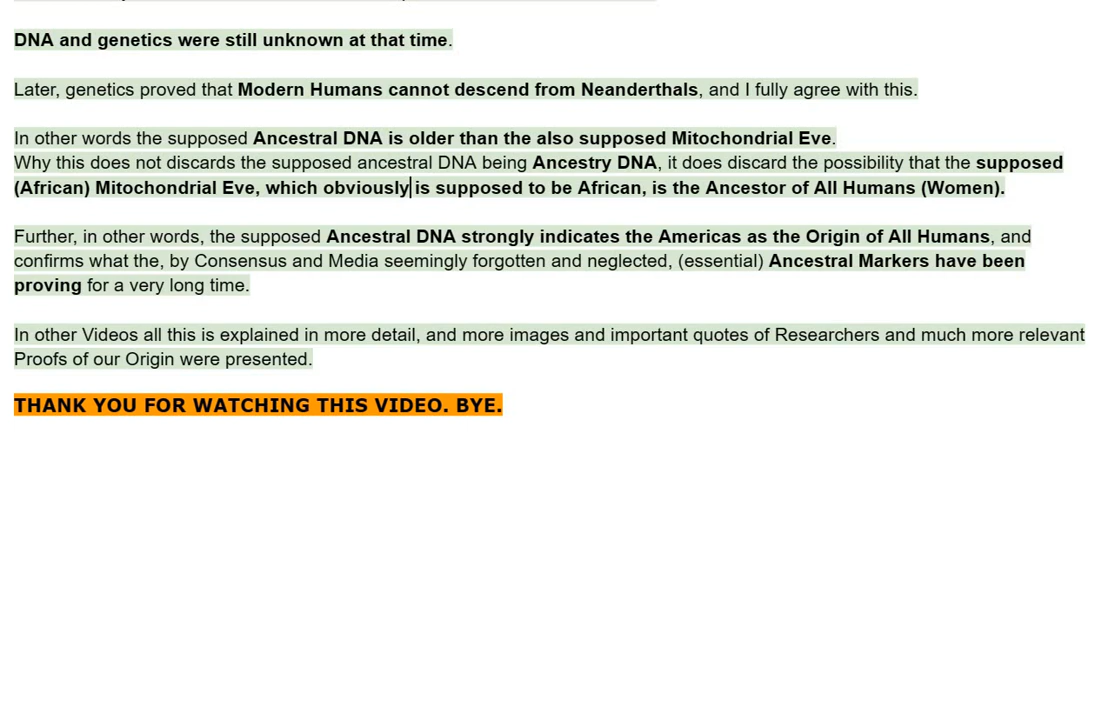 DNA and genetics were still unknown at that time.
Later, genetics proved that Modern Humans cannot descend from Neanderthals, and I fully agree with this.
In other words the supposed Ancestral DNA is older than the also supposed Mitochondrial Eve.
Why this does not discards the supposed ancestral DNA being Ancestry DNA, it does discard the possibility that the supposed
(African) Mitochondrial Eve, which obviously is supposed to be African, is the Ancestor of All Humans (Women).
Further, in other words, the supposed Ancestral DNA strongly indicates the Americas as the Origin of All Humans, and
confirms what the, by Consensus and Media seemingly forgotten and neglected, (essential) Ancestral Markers have been
proving for a very long time.
In other Videos all this is explained in more detail, and more images and important quotes of Researchers and much more relevant
Proofs of our Origin were presented.
THANK YOU FOR WATCHING THIS VIDEO. BYE.